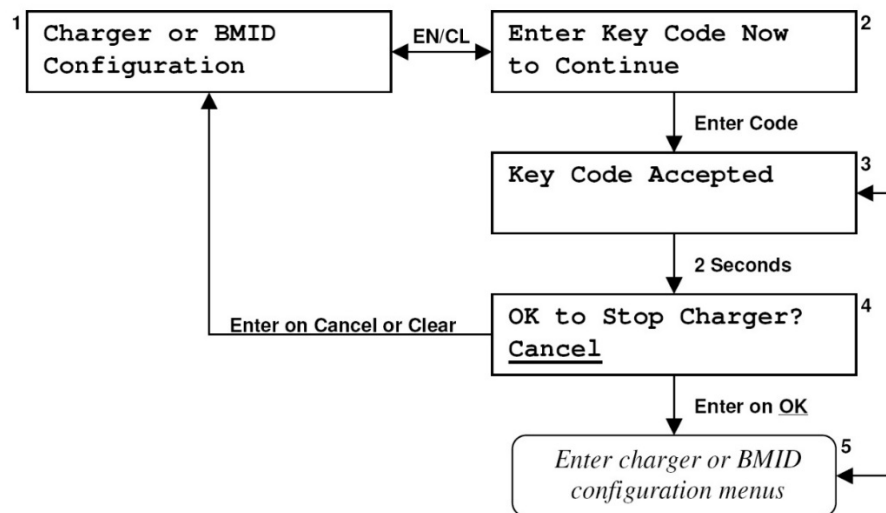 1
Charger or BMID
Configuration
EN/CL
Enter Key Code Now
to Continue
2
Enter Code
Key Code Accepted
3
2 Seconds
OK to Stop Charger?
Cancel
4
Enter on Cancel or Clear
Enter on OK
Enter charger or BMID
configuration menus
5